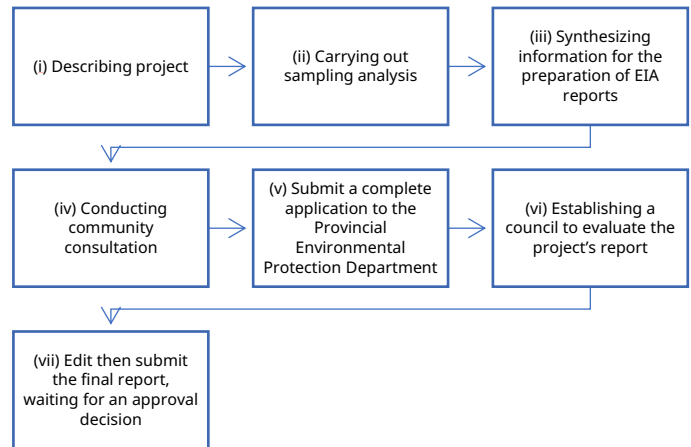 (i) Describing project
(ii) Carrying out
sampling analysis
(iii) Synthesizing
information for the
preparation of EIA
reports
(iv) Conducting
community
consultation
(v) Submit a complete
application to the
Provincial
Environmental
Protection Department
(vi) Establishing a
council to evaluate the
project's report
(vii) Edit then submit
the final report,
waiting for an approval
decision